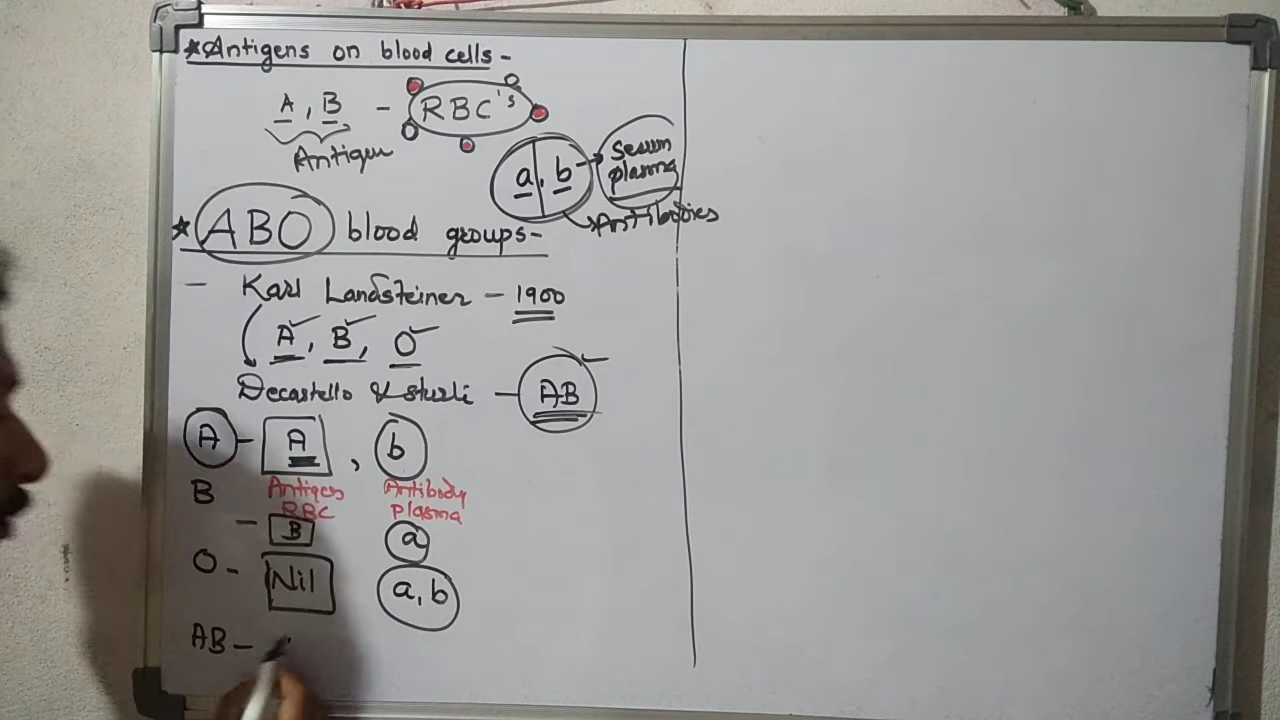 *Antigens on blood cells -
A, B - RBC's
Antigen
a, b → serum plasma
→ Antibodies
* ABO blood groups -
- Karl Landsteiner - 1900
A, B, O
Decastello & sturli - AB
A - A, b
Antigen Antibody
RBC plasma
B - B a
O - Nil a, b
AB -